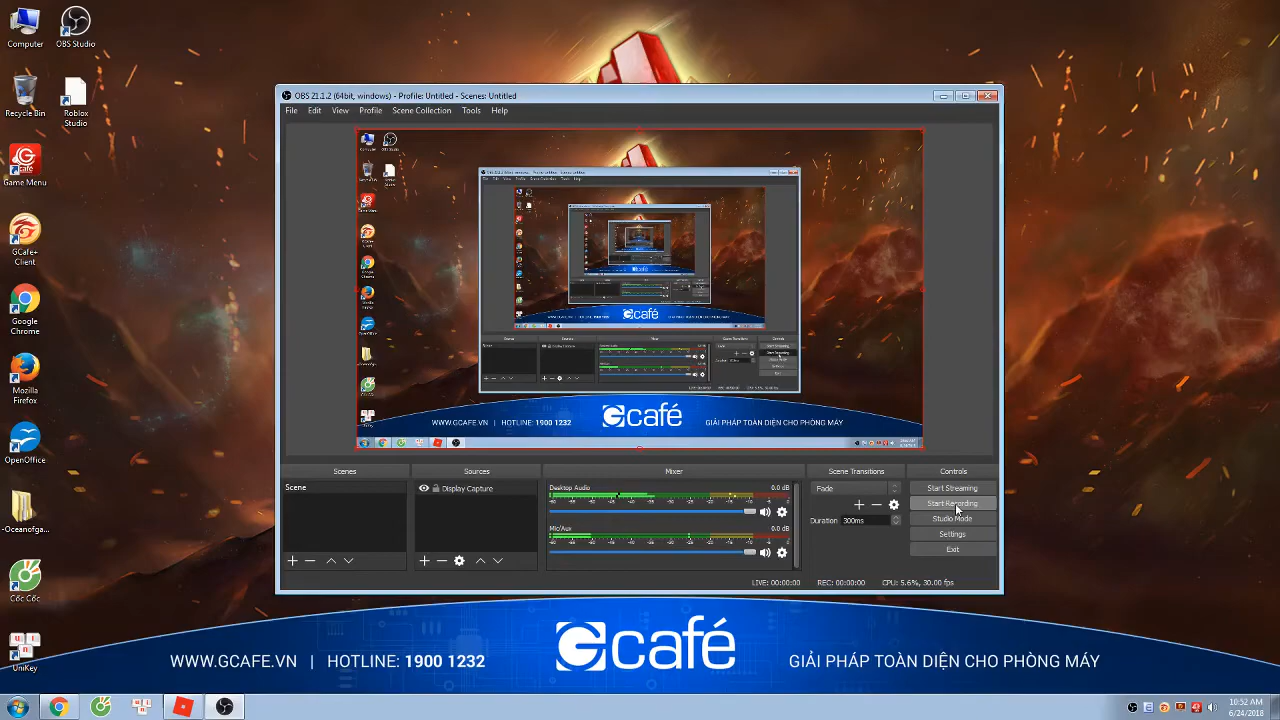 Computer
OBS Studio
Recycle Bin
Roblox
Studio
Game Menu
GCafe+
Client
Google
Chrome
Mozilla
Firefox
OpenOffice
-Oceanofga...
Cốc Cốc
UniKey
OBS 21.1.2 (64bit, windows) - Profile: Untitled - Scenes: Untitled
File Edit View Profile Scene Collection Tools Help
WWW.GCAFE.VN | HOTLINE: 1900 1232
Gcafé
GIẢI PHÁP TOÀN DIỆN CHO PHÒNG MÁY
Scenes
Scene
Sources
Display Capture
Mixer
Desktop Audio 0.0 dB
Mic/Aux 0.0 dB
Scene Transitions
Fade
Duration 300ms
Controls
Start Streaming
Start Recording
Studio Mode
Settings
Exit
LIVE: 00:00:00 REC: 00:00:00 CPU: 5.6%, 30.00 fps
WWW.GCAFE.VN | HOTLINE: 1900 1232
Gcafé
GIẢI PHÁP TOÀN DIỆN CHO PHÒNG MÁY
10:52 AM
6/24/2018